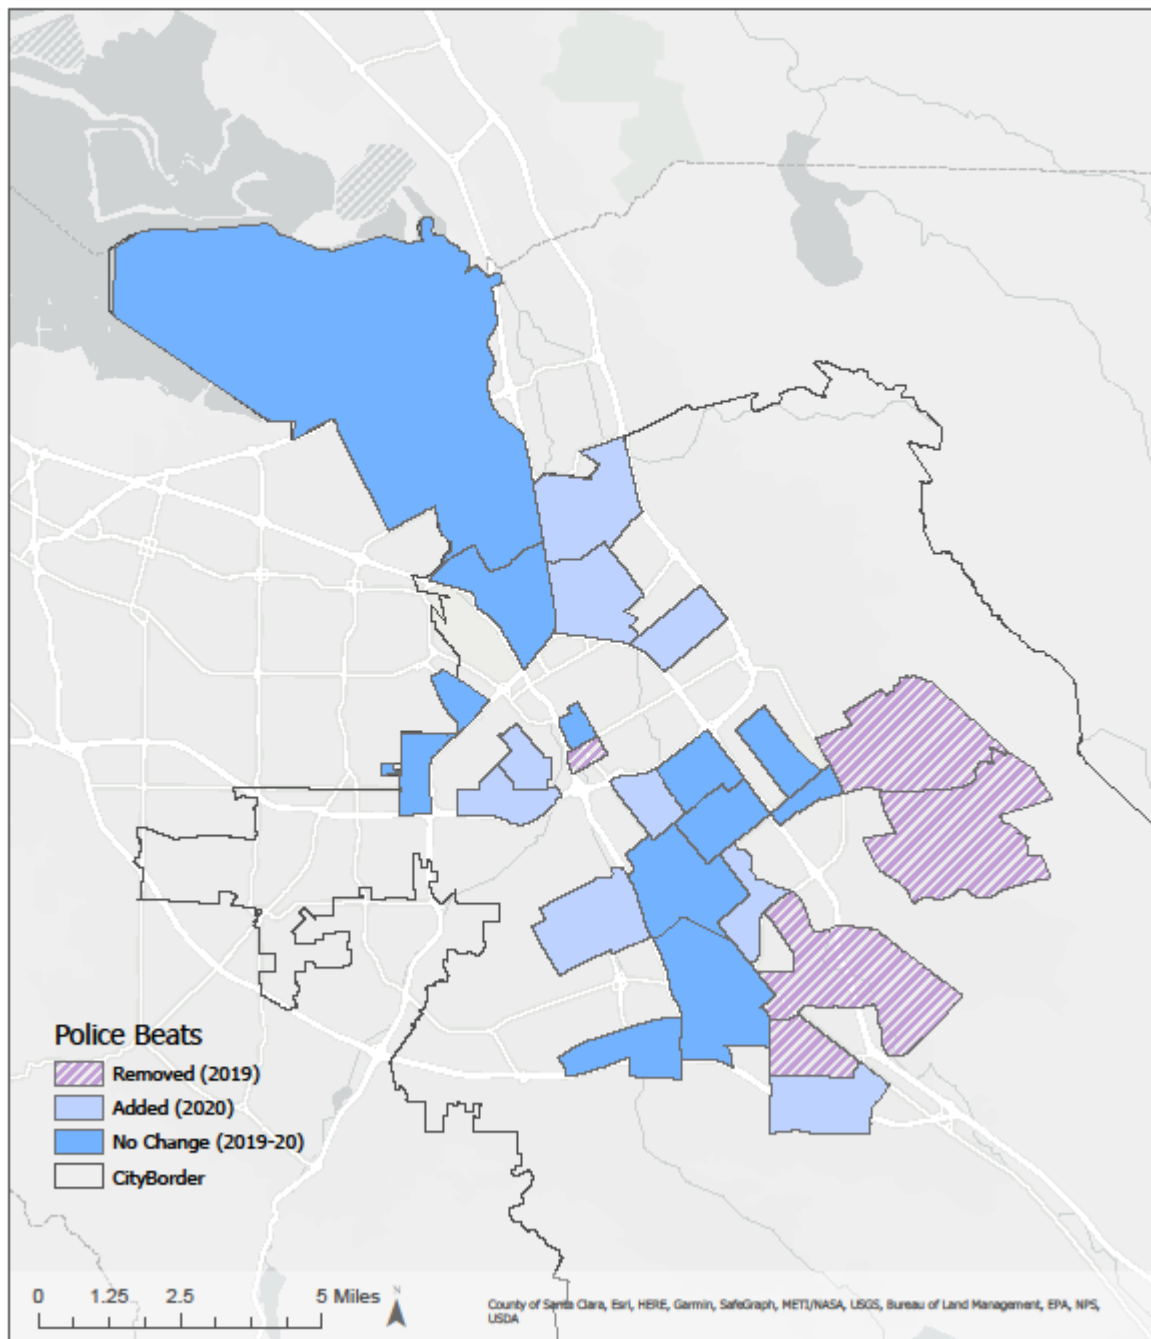 Police Beats
Removed (2019)
Added (2020)
No Change (2019-20)
CityBorder
0 1.25 2.5 5 Miles
N
County of Santa Clara, Esri, HERE, Garmin, SafeGraph, METI/NASA, USGS, Bureau of Land Management, EPA, NPS,
USDA